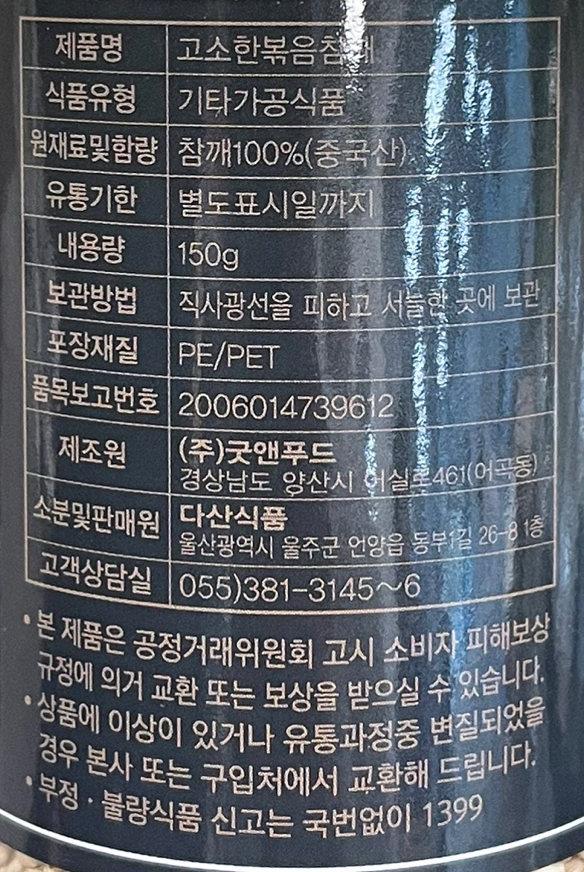 제품명 고소한볶음참깨
식품유형 기타가공식품
원재료및함량 참깨100%(중국산)
유통기한 별도표시일까지
내용량 150g
보관방법 직사광선을 피하고 서늘한 곳에 보관
포장재질 PE/PET
품목보고번호 2006014739612
제조원 (주)굿앤푸드
경상남도 양산시 어실로461(어곡동)
소분및판매원 다산식품
울산광역시 울주군 언양읍 동부1길 26-8 1층
고객상담실 055)381-3145~6
• 본 제품은 공정거래위원회 고시 소비자 피해보상
규정에 의거 교환 또는 보상을 받으실 수 있습니다.
• 상품에 이상이 있거나 유통과정중 변질되었을
경우 본사 또는 구입처에서 교환해 드립니다.
• 부정 · 불량식품 신고는 국번없이 1399